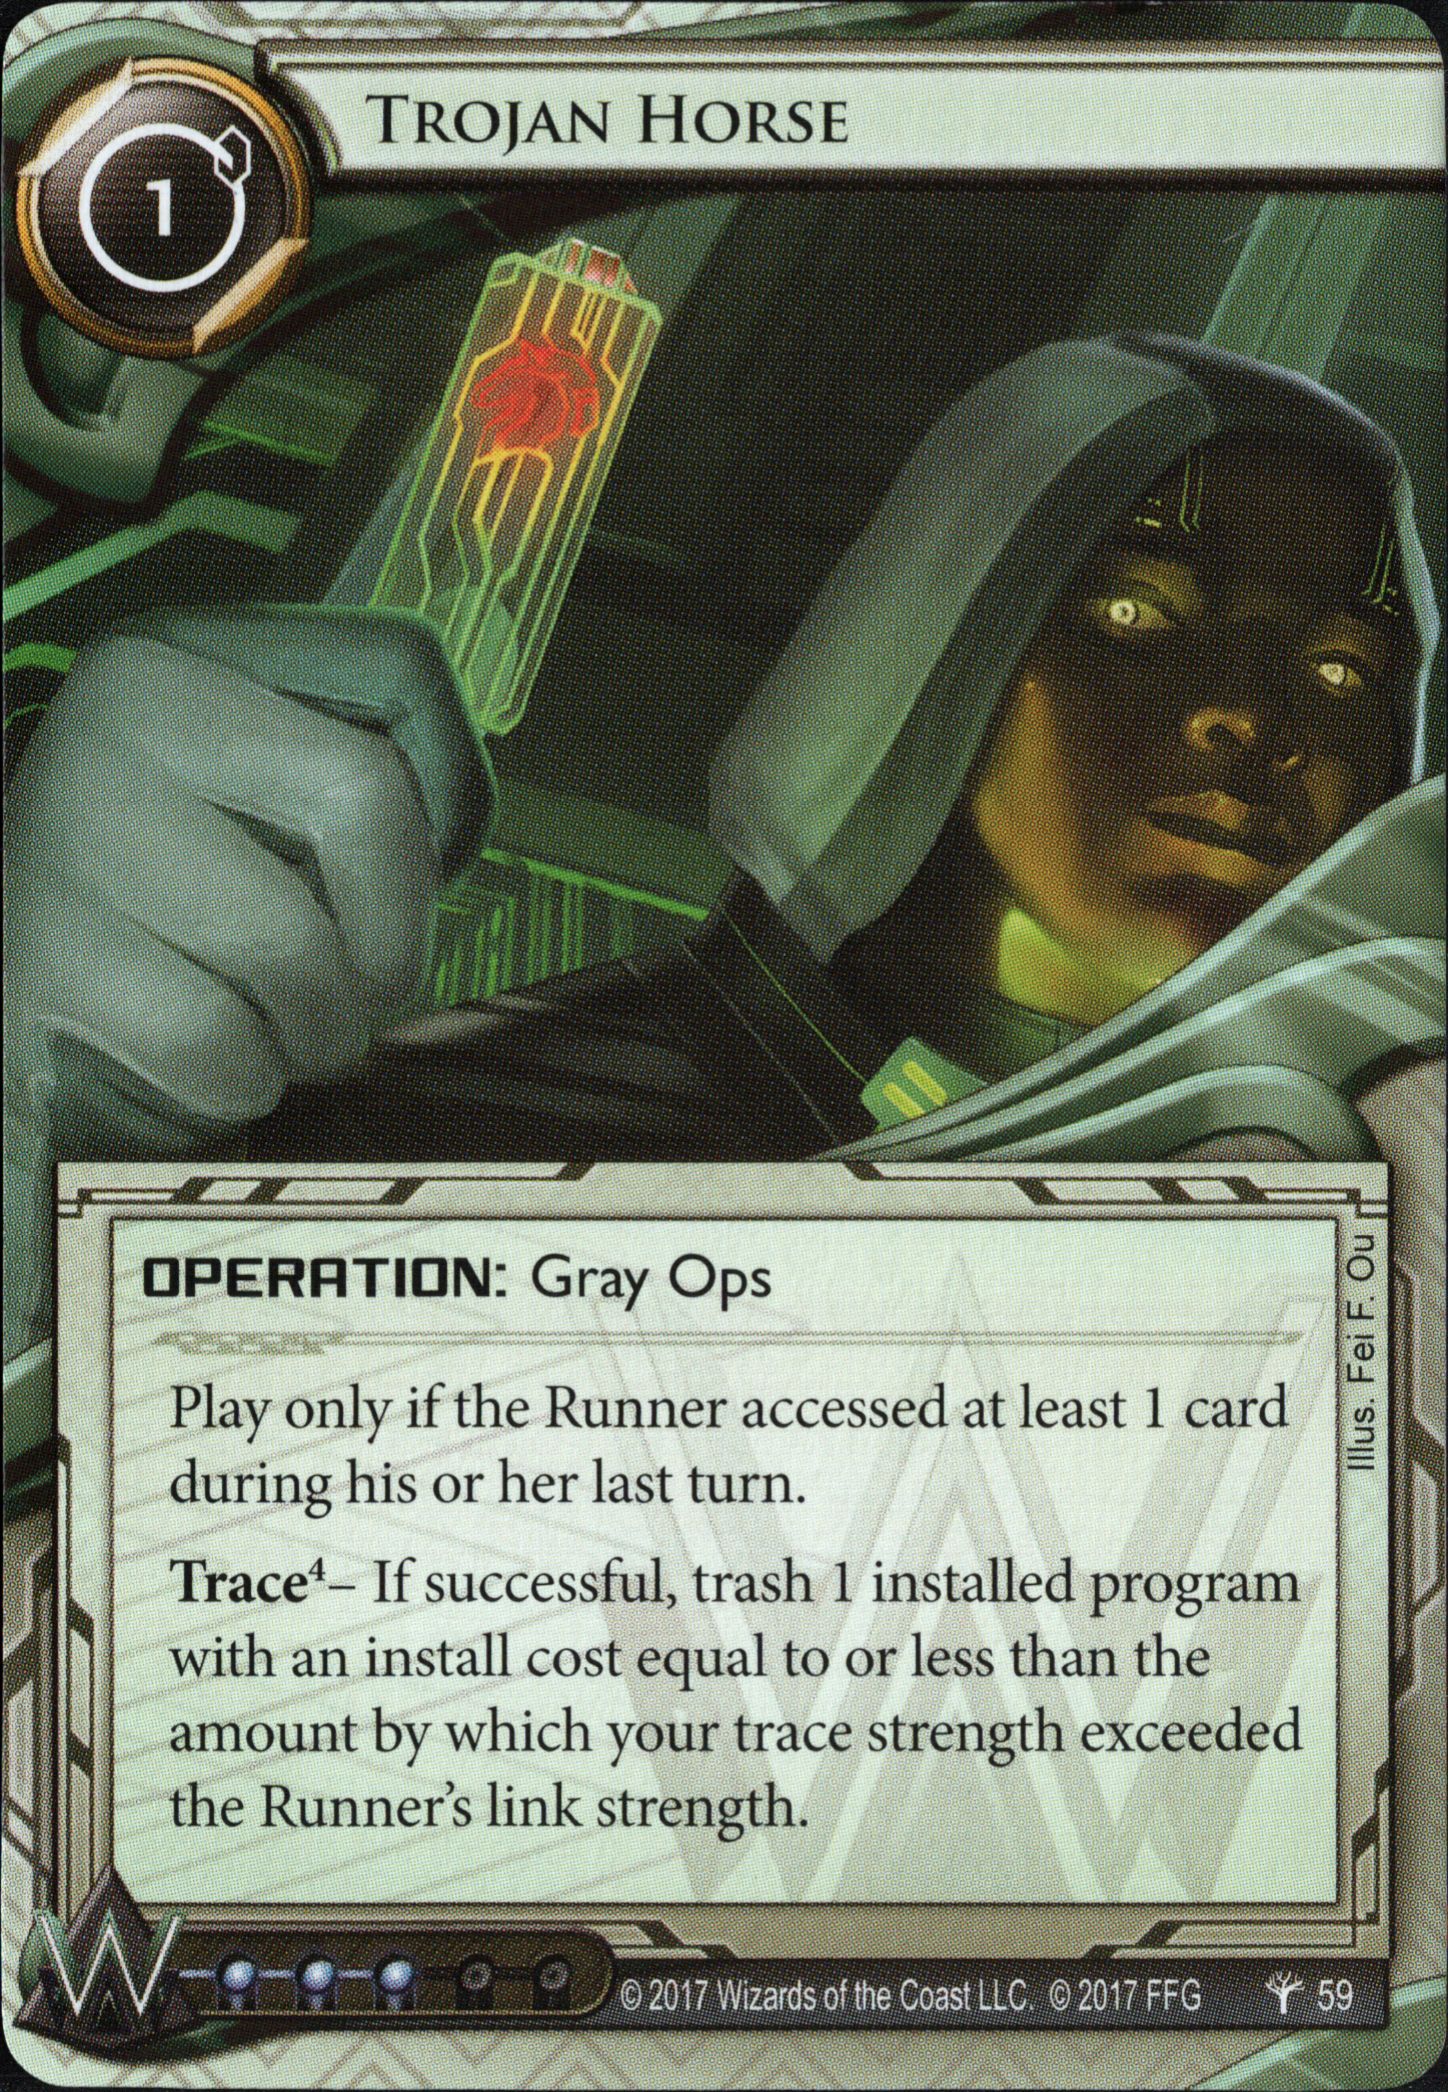 1
TROJAN HORSE
OPERATION: Gray Ops
Play only if the Runner accessed at least 1 card
during his or her last turn.
Trace⁴– If successful, trash 1 installed program
with an install cost equal to or less than the
amount by which your trace strength exceeded
the Runner's link strength.
Illus. Fei F. Ou
W
© 2017 Wizards of the Coast LLC. © 2017 FFG 59